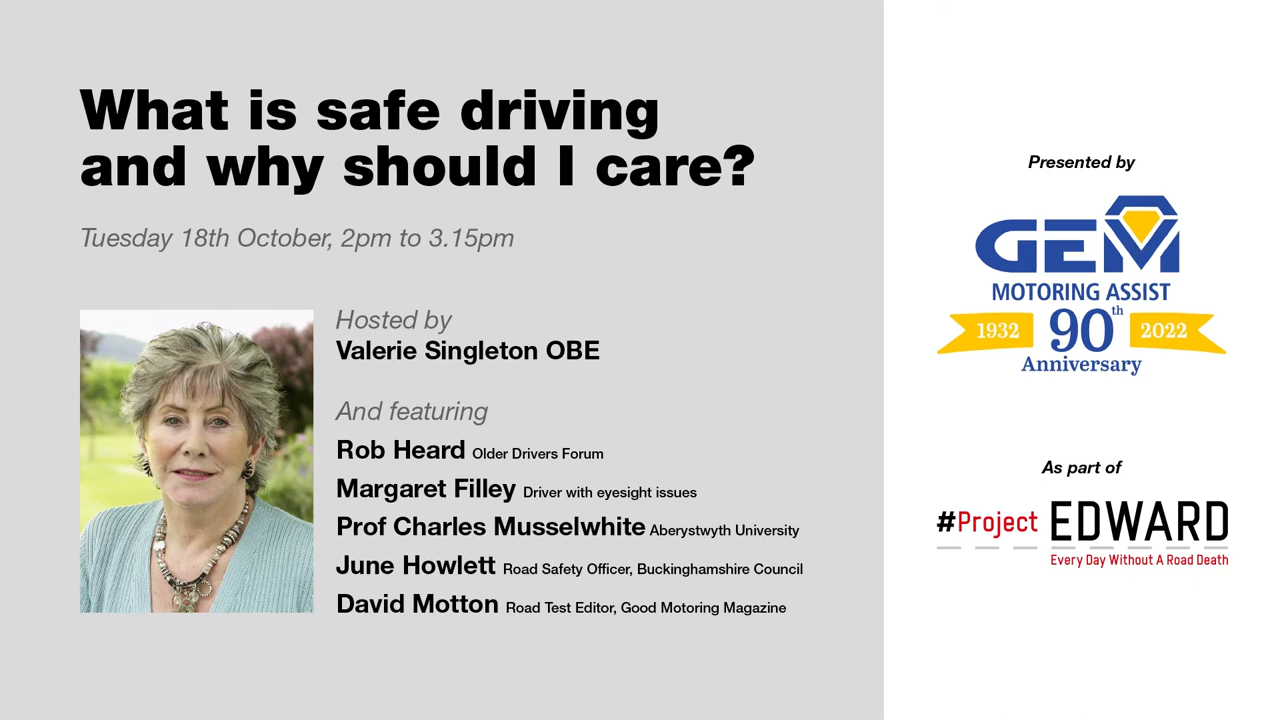 What is safe driving
and why should I care?
Tuesday 18th October, 2pm to 3.15pm
Hosted by
Valerie Singleton OBE
And featuring
Rob Heard Older Drivers Forum
Margaret Filley Driver with eyesight issues
Prof Charles Musselwhite Aberystwyth University
June Howlett Road Safety Officer, Buckinghamshire Council
David Motton Road Test Editor, Good Motoring Magazine
Presented by
GEM
MOTORING ASSIST
1932 90th 2022
Anniversary
As part of
#Project EDWARD
Every Day Without A Road Death